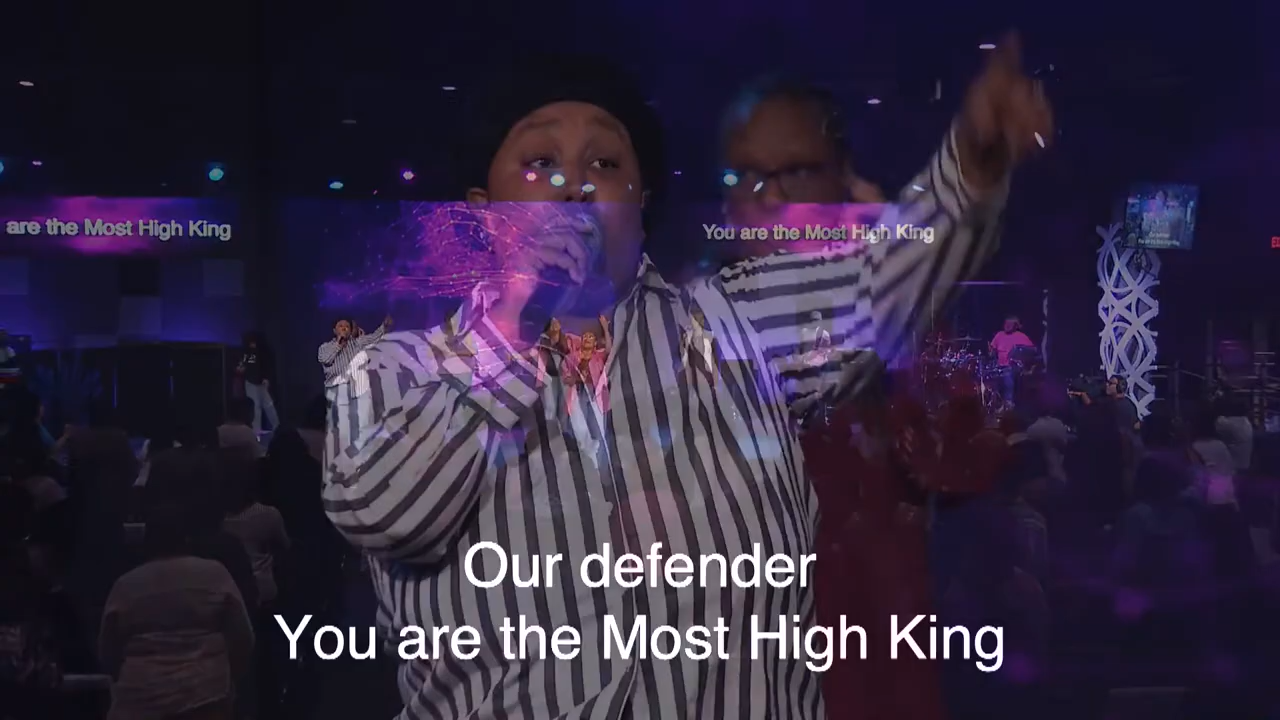 are the Most High King
You are the Most High King
Our defender
You are the Most High King